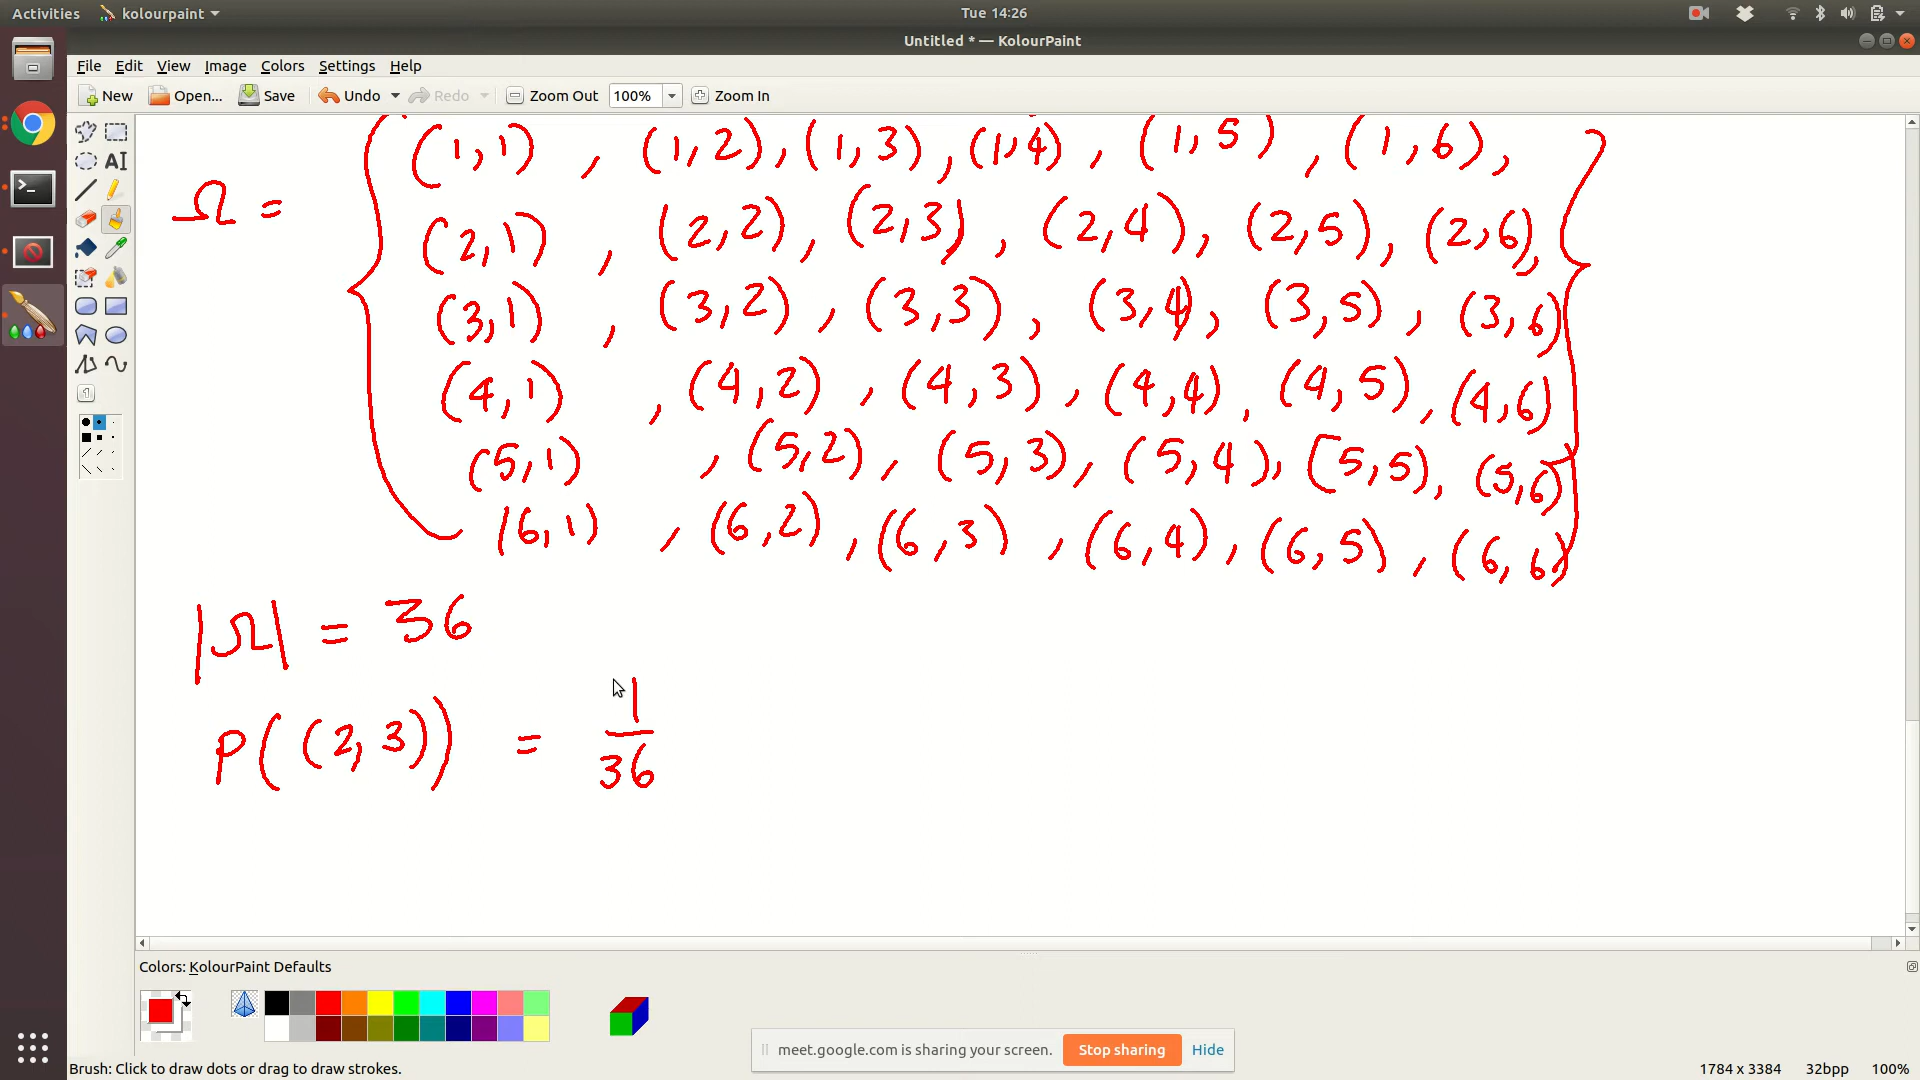 Activities kolourpaint Tue 14:26
Untitled * — KolourPaint
File Edit View Image Colors Settings Help
New Open... Save Undo Redo Zoom Out 100% Zoom In
Ω = { (1,1) , (1,2), (1,3), (1,4) , (1,5) , (1,6),
(2,1) , (2,2) , (2,3) , (2,4) , (2,5) , (2,6),
(3,1) , (3,2) , (3,3) , (3,4) , (3,5) , (3,6)
(4,1) , (4,2) , (4,3) , (4,4) , (4,5) , (4,6)
(5,1) , (5,2) , (5,3) , (5,4), (5,5), (5,6)
(6,1) , (6,2) , (6,3) , (6,4) , (6,5) , (6,6) }
|Ω| = 36
P((2,3)) = 1/36
Colors: KolourPaint Defaults
meet.google.com is sharing your screen. Stop sharing Hide
Brush: Click to draw dots or drag to draw strokes. 1784 x 3384 32bpp 100%